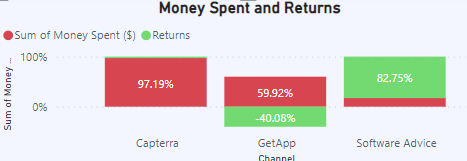 Money Spent and Returns
Sum of Money Spent ($) Returns
Sum of Money ...
100%
0%
97.19%
59.92%
-40.08%
82.75%
Capterra
GetApp
Software Advice
Channel